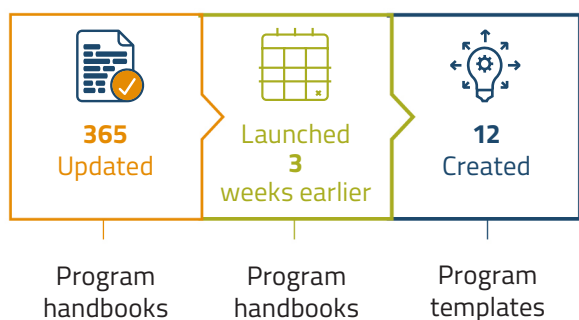 365
Updated
Launched
3
weeks earlier
12
Created
Program
handbooks
Program
handbooks
Program
templates